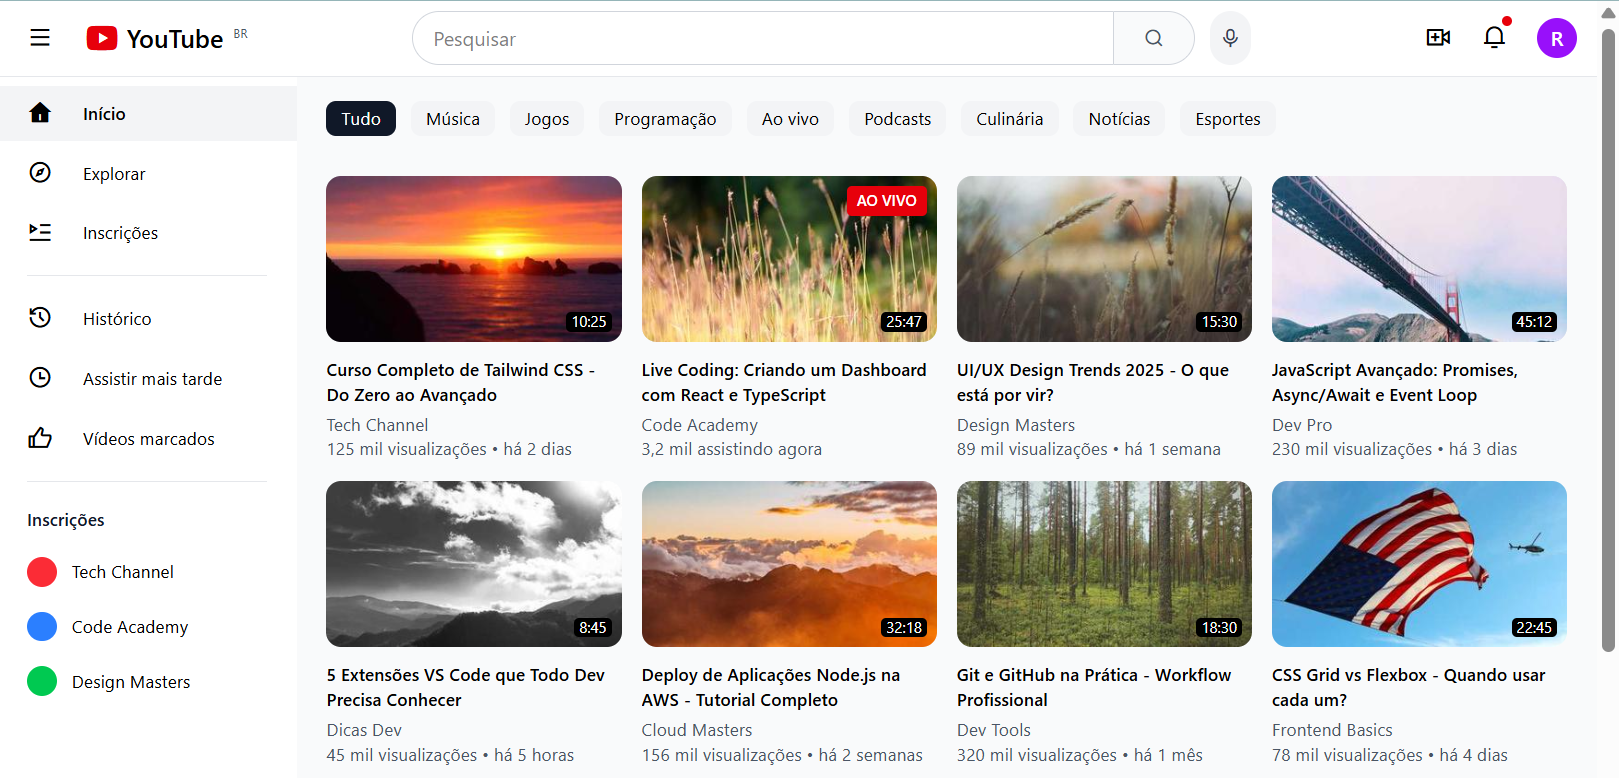 YouTube BR
Pesquisar
R
Início
Explorar
Inscrições
Histórico
Assistir mais tarde
Vídeos marcados
Inscrições
Tech Channel
Code Academy
Design Masters
Tudo Música Jogos Programação Ao vivo Podcasts Culinária Notícias Esportes
10:25
Curso Completo de Tailwind CSS -
Do Zero ao Avançado
Tech Channel
125 mil visualizações • há 2 dias
AO VIVO
25:47
Live Coding: Criando um Dashboard
com React e TypeScript
Code Academy
3,2 mil assistindo agora
15:30
UI/UX Design Trends 2025 - O que
está por vir?
Design Masters
89 mil visualizações • há 1 semana
45:12
JavaScript Avançado: Promises,
Async/Await e Event Loop
Dev Pro
230 mil visualizações • há 3 dias
8:45
5 Extensões VS Code que Todo Dev
Precisa Conhecer
Dicas Dev
45 mil visualizações • há 5 horas
32:18
Deploy de Aplicações Node.js na
AWS - Tutorial Completo
Cloud Masters
156 mil visualizações • há 2 semanas
18:30
Git e GitHub na Prática - Workflow
Profissional
Dev Tools
320 mil visualizações • há 1 mês
22:45
CSS Grid vs Flexbox - Quando usar
cada um?
Frontend Basics
78 mil visualizações • há 4 dias